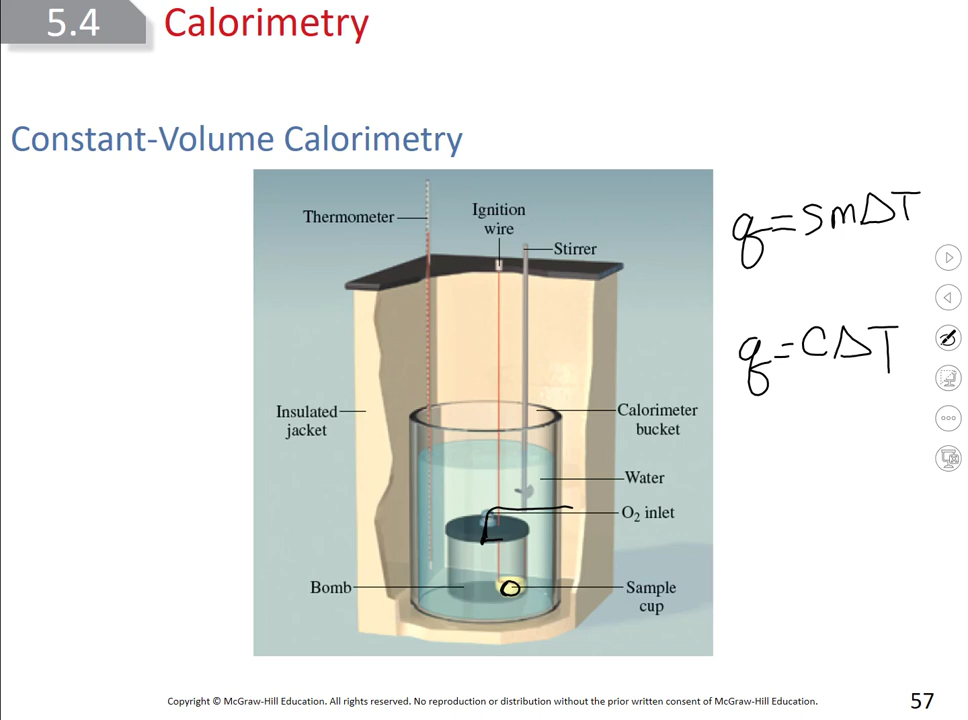 5.4 Calorimetry
Constant-Volume Calorimetry
Thermometer
Ignition
wire
Stirrer
q = smΔT
q = CΔT
Insulated
jacket
Calorimeter
bucket
Water
O₂ inlet
Bomb
Sample
cup
Copyright © McGraw-Hill Education. All rights reserved. No reproduction or distribution without the prior written consent of McGraw-Hill Education.
57